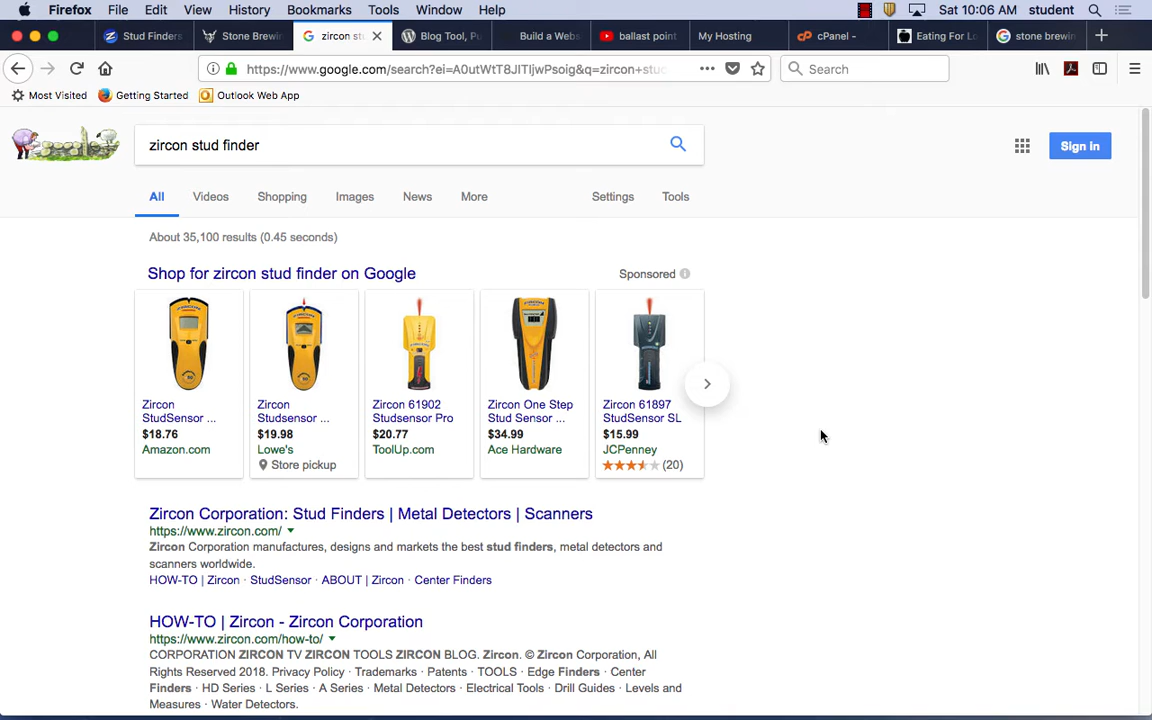 Firefox File Edit View History Bookmarks Tools Window Help Sat 10:06 AM student
Stud Finders Stone Brewin zircon stu Blog Tool, Pu Build a Webs ballast point My Hosting cPanel - Eating For Lo stone brewin
https://www.google.com/search?ei=A0utWtT8JITljwPsoig&q=zircon+stu Search
Most Visited Getting Started Outlook Web App
zircon stud finder
Sign in
All Videos Shopping Images News More Settings Tools
About 35,100 results (0.45 seconds)
Shop for zircon stud finder on Google Sponsored
Zircon Zircon Zircon 61902 Zircon One Step Zircon 61897
StudSensor ... Studsensor ... Studsensor Pro Stud Sensor ... StudSensor SL
$18.76 $19.98 $20.77 $34.99 $15.99
Amazon.com Lowe's ToolUp.com Ace Hardware JCPenney
Store pickup (20)
Zircon Corporation: Stud Finders | Metal Detectors | Scanners
https://www.zircon.com/
Zircon Corporation manufactures, designs and markets the best stud finders, metal detectors and
scanners worldwide.
HOW-TO | Zircon · StudSensor · ABOUT | Zircon · Center Finders
HOW-TO | Zircon - Zircon Corporation
https://www.zircon.com/how-to/
CORPORATION ZIRCON TV ZIRCON TOOLS ZIRCON BLOG. Zircon. © Zircon Corporation, All
Rights Reserved 2018. Privacy Policy · Trademarks · Patents · TOOLS · Edge Finders · Center
Finders · HD Series · L Series · A Series · Metal Detectors · Electrical Tools · Drill Guides · Levels and
Measures · Water Detectors.